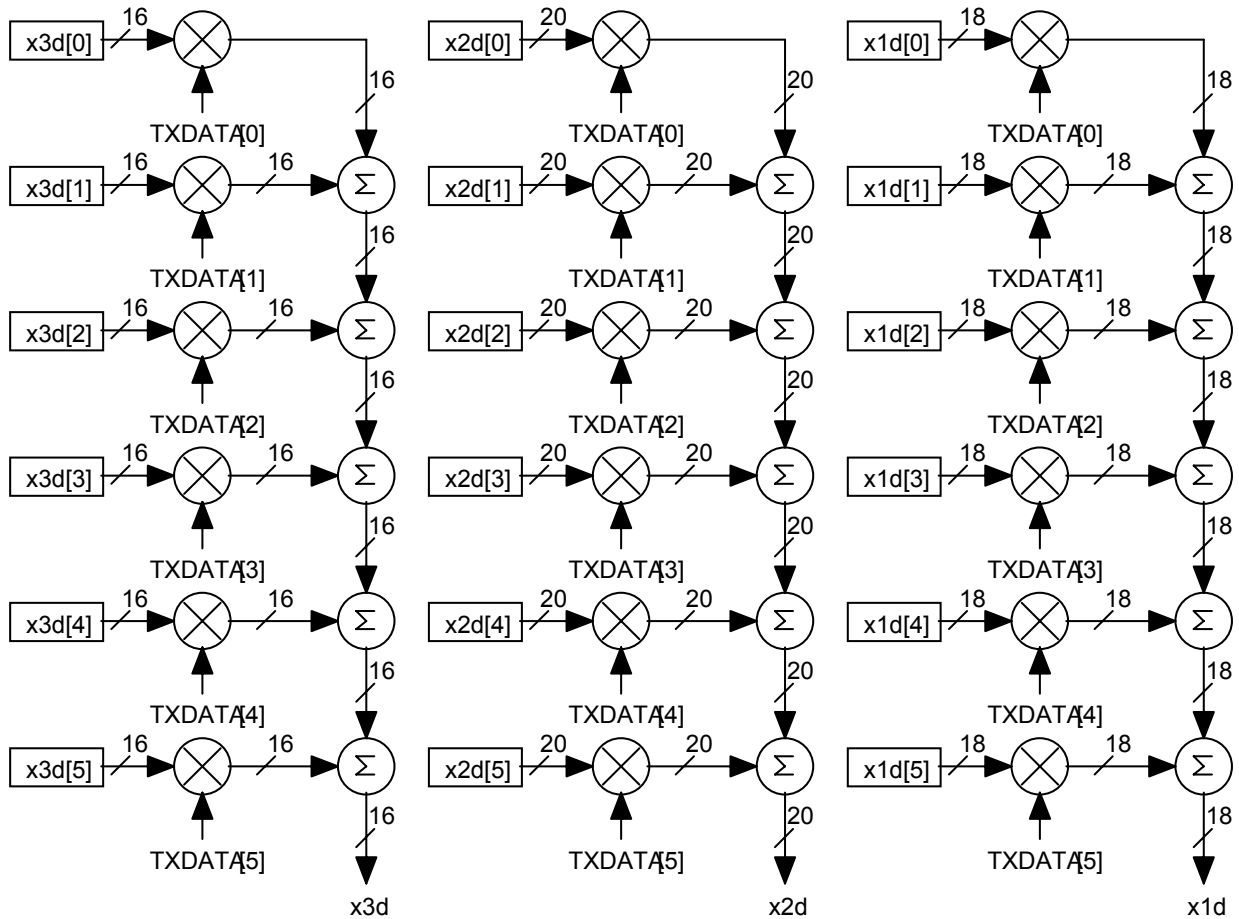 16 20 18
x3d[0] x2d[0] x1d[0]
16 20 18
TXDATA[0] TXDATA[0] TXDATA[0]
16 16 20 20 18 18
x3d[1] Σ x2d[1] Σ x1d[1] Σ
16 20 18
TXDATA[1] TXDATA[1] TXDATA[1]
16 16 20 20 18 18
x3d[2] Σ x2d[2] Σ x1d[2] Σ
16 20 18
TXDATA[2] TXDATA[2] TXDATA[2]
16 16 20 20 18 18
x3d[3] Σ x2d[3] Σ x1d[3] Σ
16 20 18
TXDATA[3] TXDATA[3] TXDATA[3]
16 16 20 20 18 18
x3d[4] Σ x2d[4] Σ x1d[4] Σ
16 20 18
TXDATA[4] TXDATA[4] TXDATA[4]
16 16 20 20 18 18
x3d[5] Σ x2d[5] Σ x1d[5] Σ
16 20 18
TXDATA[5] TXDATA[5] TXDATA[5]
x3d x2d x1d